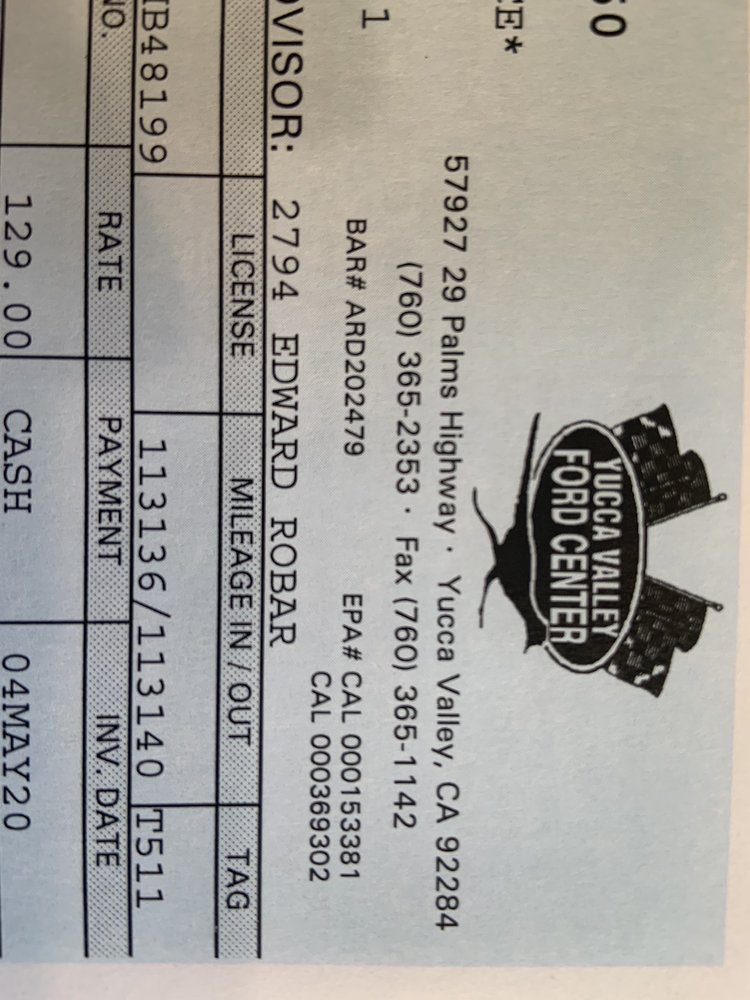 YUCCA VALLEY
FORD CENTER
57927 29 Palms Highway · Yucca Valley, CA 92284
(760) 365-2353 · Fax (760) 365-1142
1
BAR# ARD202479 EPA# CAL 000153381
CAL 000369302
VISOR: 2794 EDWARD ROBAR
LICENSE MILEAGE IN / OUT TAG
B48199 113136/113140 T511
NO. RATE PAYMENT INV. DATE
129.00 CASH 04MAY20